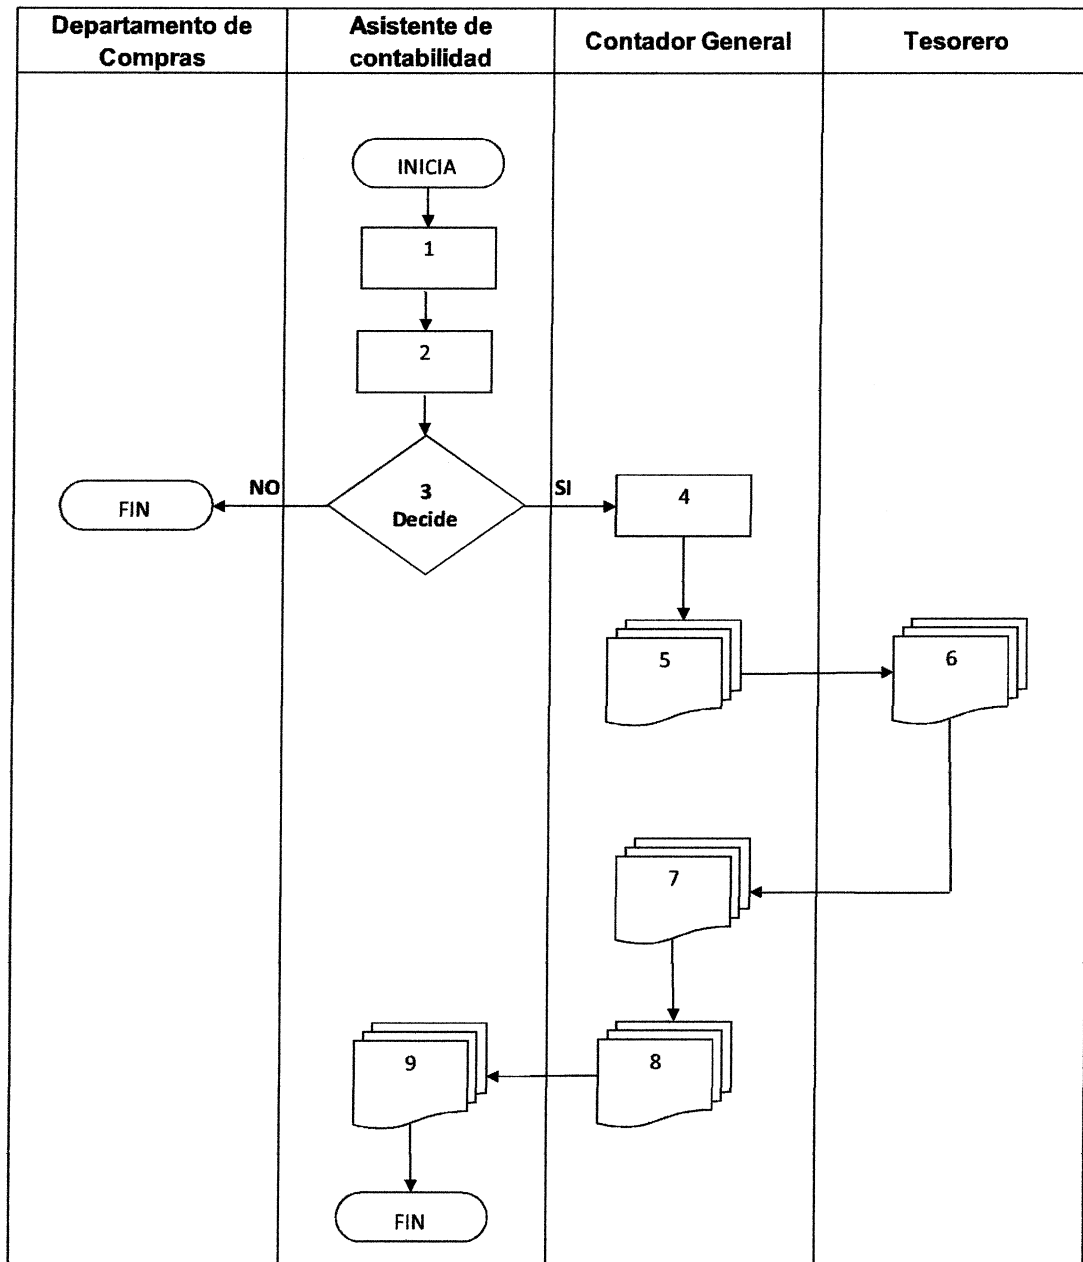 Departamento de
Compras
Asistente de
contabilidad
Contador General
Tesorero
INICIA
1
2
3
Decide
NO
SI
FIN
4
5
6
7
8
9
FIN